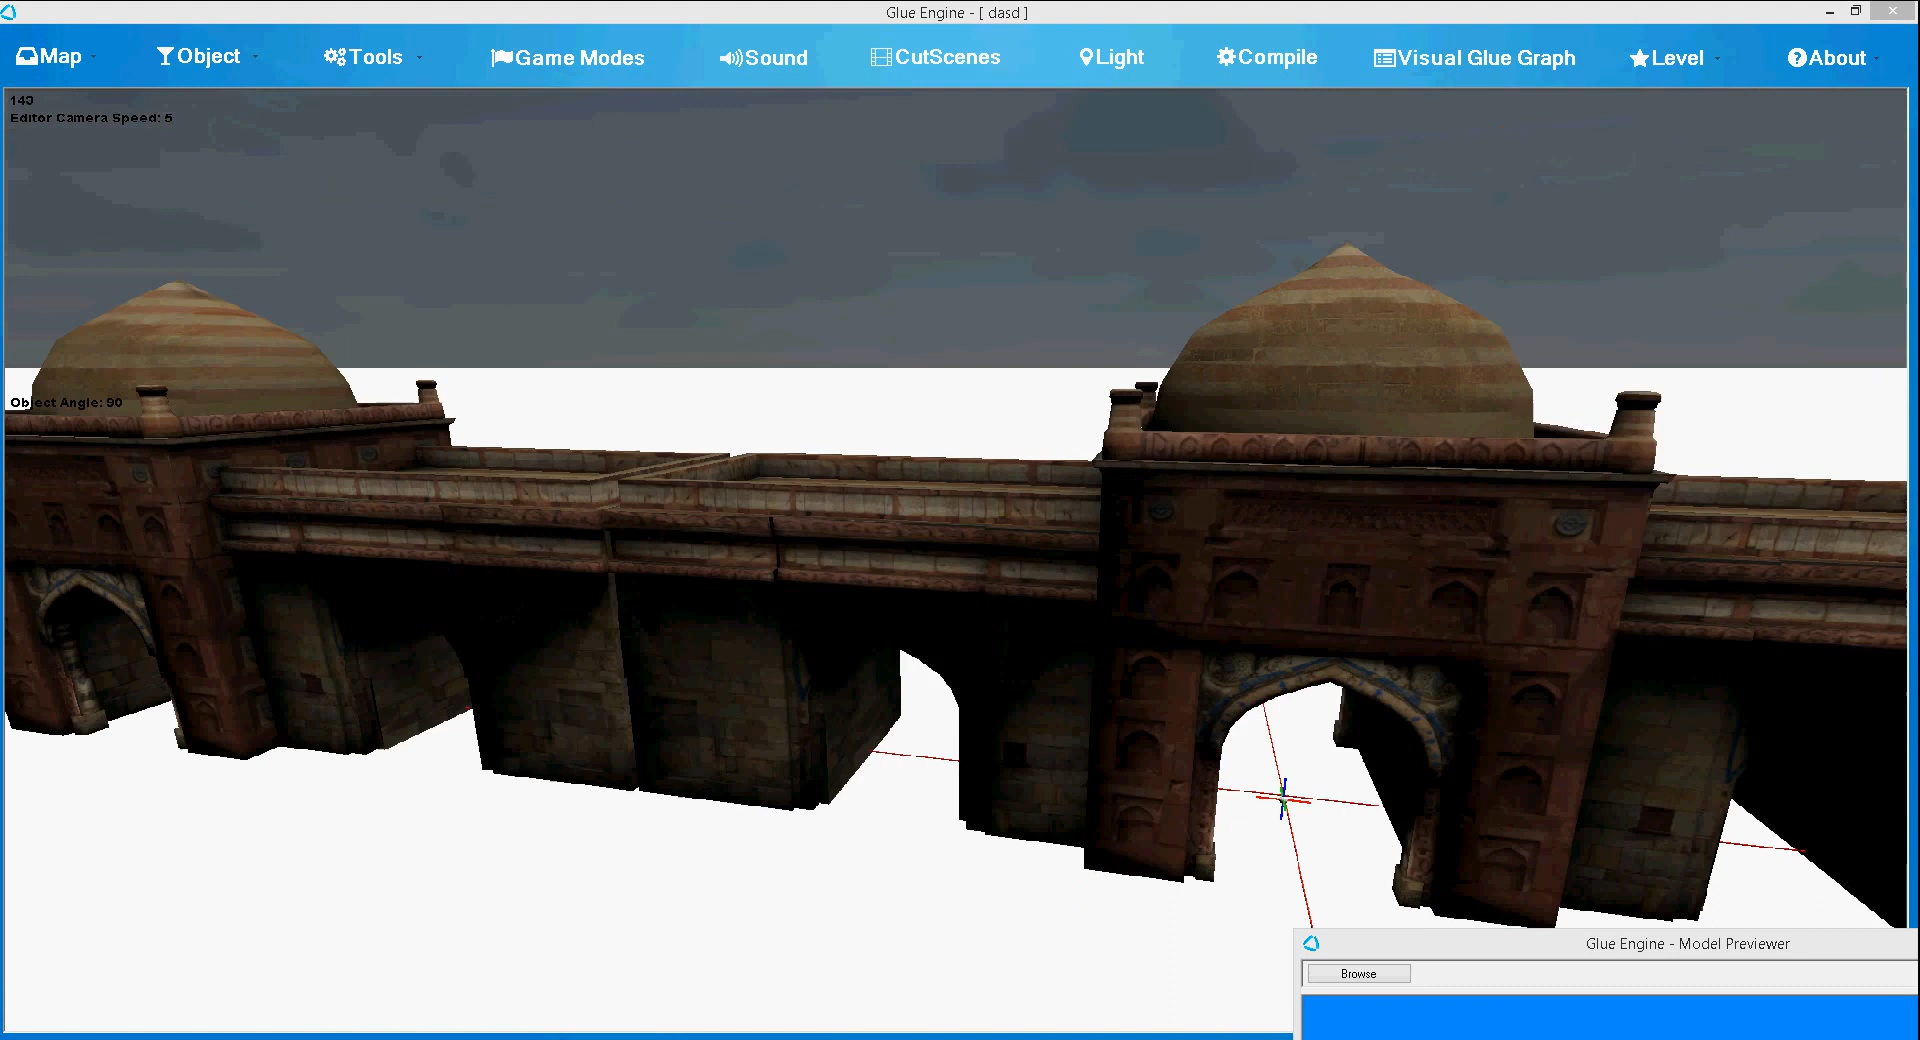 Glue Engine - [ dasd ]
Map Object Tools Game Modes Sound CutScenes Light Compile Visual Glue Graph Level About
140
Editor Camera Speed: 5
Object Angle: 90
Glue Engine - Model Previewer
Browse